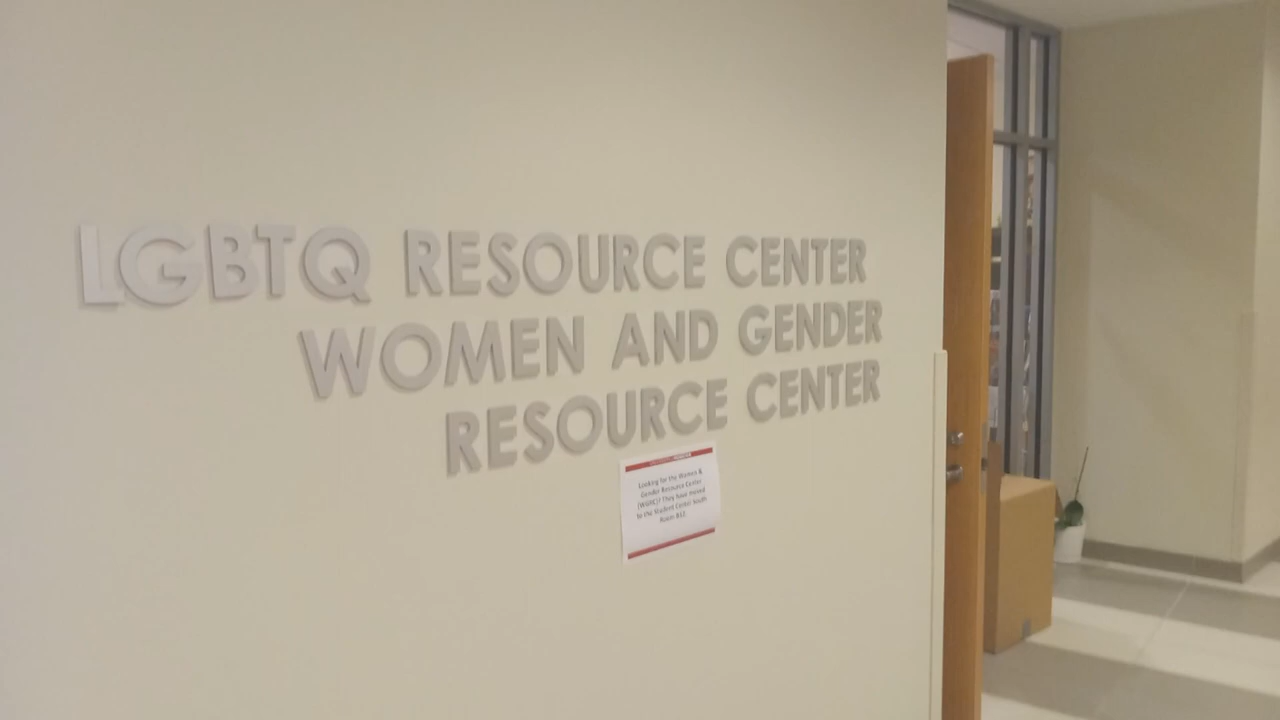 LGBTQ RESOURCE CENTER
WOMEN AND GENDER
RESOURCE CENTER
Looking for the Women &
Gender Resource Center
(WGRC)? They have moved
to the Student Center South
Room